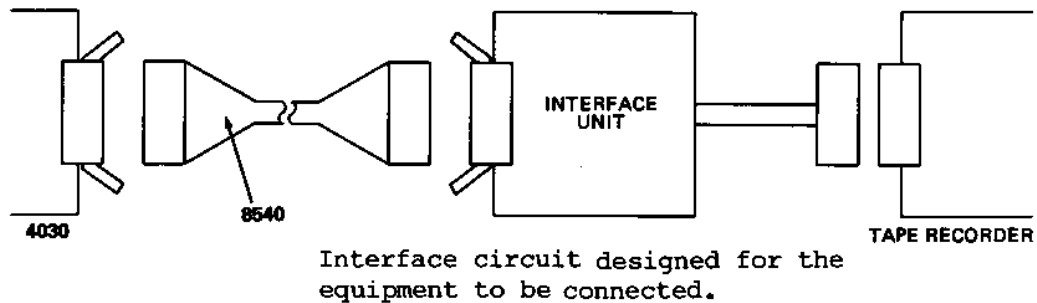 INTERFACE
UNIT
8540
4030
TAPE RECORDER
Interface circuit designed for the
equipment to be connected.